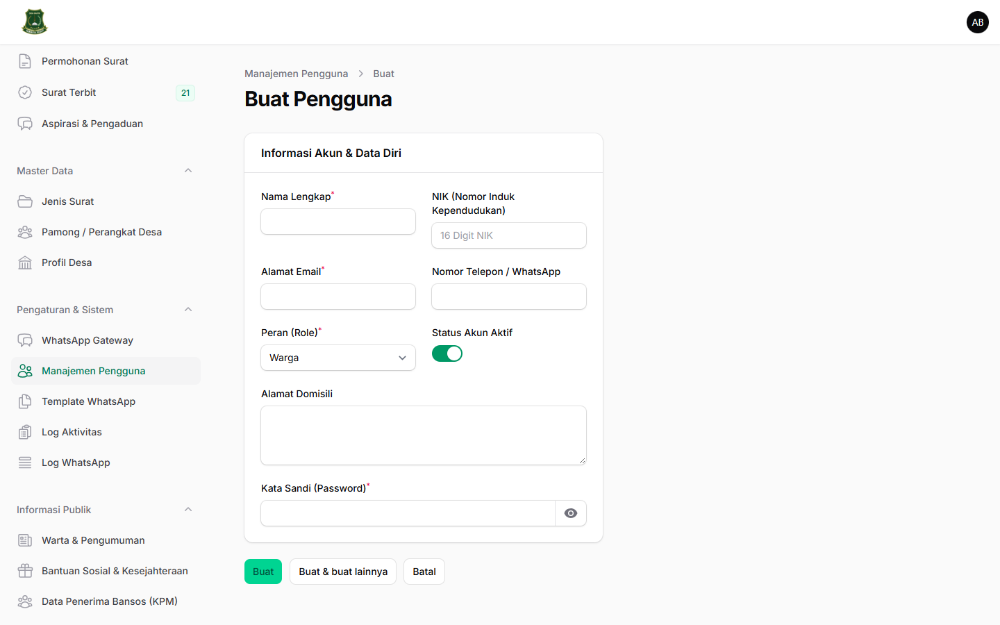 AB
Permohonan Surat
Surat Terbit
21
Aspirasi & Pengaduan
Master Data
Jenis Surat
Pamong / Perangkat Desa
Profil Desa
Pengaturan & Sistem
WhatsApp Gateway
Manajemen Pengguna
Template WhatsApp
Log Aktivitas
Log WhatsApp
Informasi Publik
Warta & Pengumuman
Bantuan Sosial & Kesejahteraan
Data Penerima Bansos (KPM)
Manajemen Pengguna > Buat
Buat Pengguna
Informasi Akun & Data Diri
Nama Lengkap*
NIK (Nomor Induk
Kependudukan)
16 Digit NIK
Alamat Email*
Nomor Telepon / WhatsApp
Peran (Role)*
Warga
Status Akun Aktif
Alamat Domisili
Kata Sandi (Password)*
Buat
Buat & buat lainnya
Batal